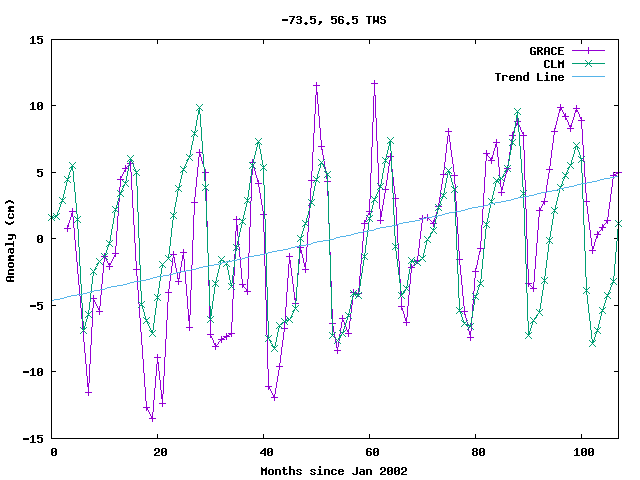 -73.5, 56.5 TWS
GRACE
CLM
Trend Line
15
10
5
0
-5
-10
-15
Anomaly (cm)
0 20 40 60 80 100
Months since Jan 2002